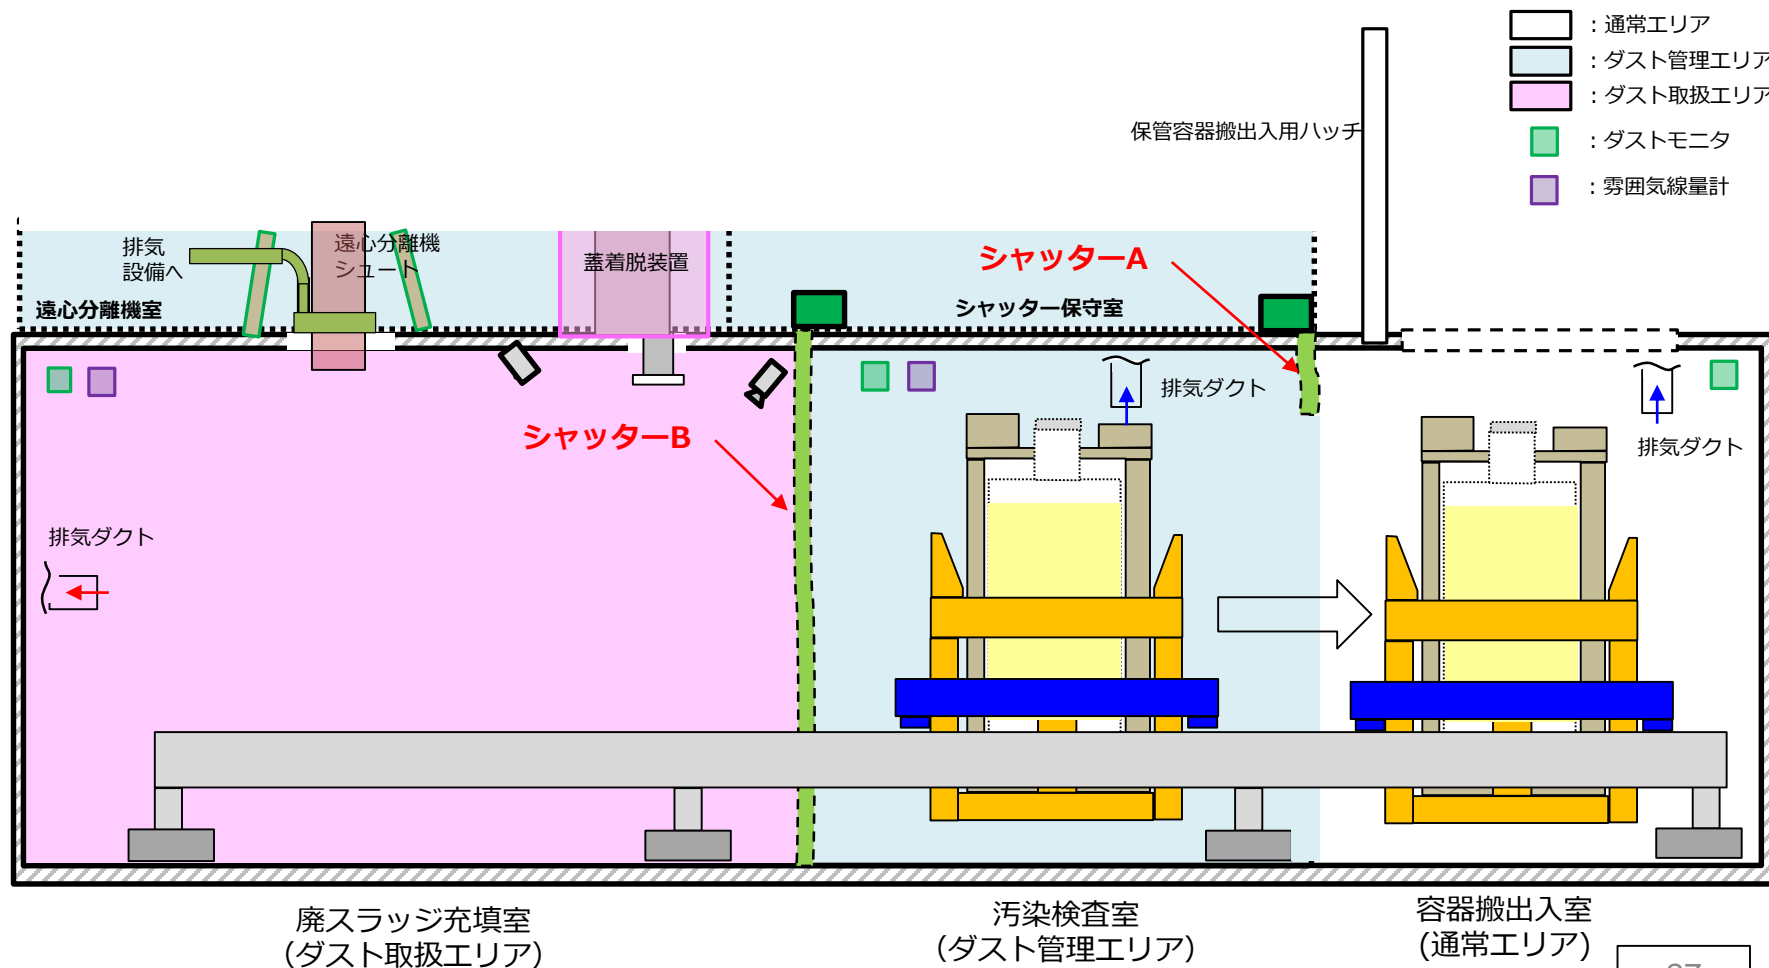 ：通常エリア
：ダスト管理エリア
：ダスト取扱エリア
：ダストモニタ
：雰囲気線量計
保管容器搬出入用ハッチ
排気
設備へ
遠心分離機
シュート
蓋着脱装置
シャッターA
遠心分離機室
シャッター保守室
排気ダクト
シャッターB
排気ダクト
排気ダクト
廃スラッジ充填室
（ダスト取扱エリア）
汚染検査室
（ダスト管理エリア）
容器搬出入室
(通常エリア)